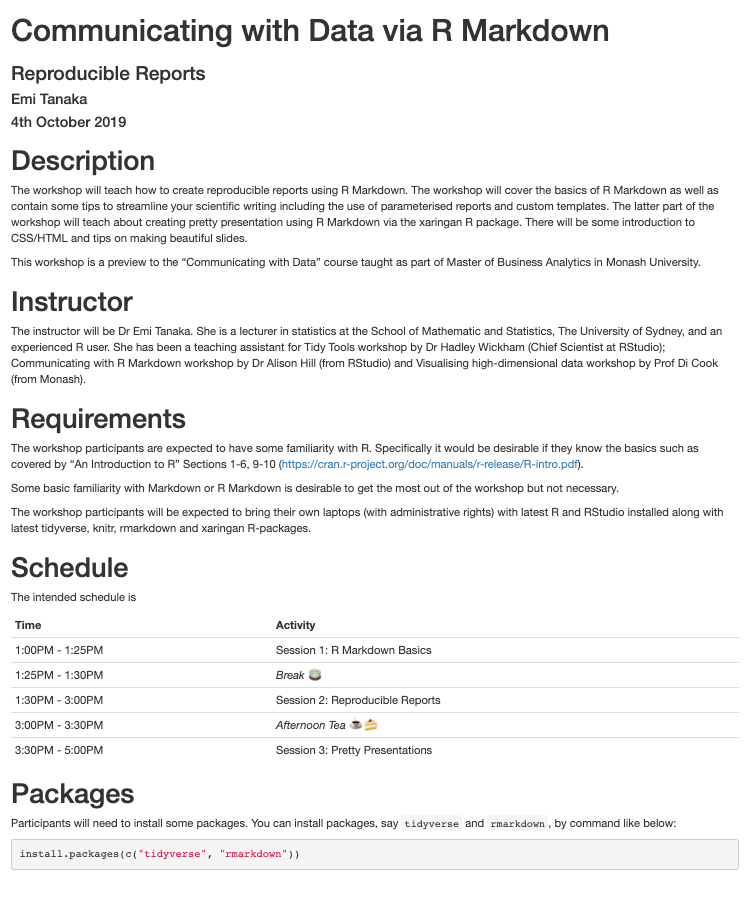 Communicating with Data via R Markdown
Reproducible Reports
Emi Tanaka
4th October 2019
Description
The workshop will teach how to create reproducible reports using R Markdown. The workshop will cover the basics of R Markdown as well as
contain some tips to streamline your scientific writing including the use of parameterised reports and custom templates. The latter part of the
workshop will teach about creating pretty presentation using R Markdown via the xaringan R package. There will be some introduction to
CSS/HTML and tips on making beautiful slides.
This workshop is a preview to the “Communicating with Data” course taught as part of Master of Business Analytics in Monash University.
Instructor
The instructor will be Dr Emi Tanaka. She is a lecturer in statistics at the School of Mathematic and Statistics, The University of Sydney, and an
experienced R user. She has been a teaching assistant for Tidy Tools workshop by Dr Hadley Wickham (Chief Scientist at RStudio);
Communicating with R Markdown workshop by Dr Alison Hill (from RStudio) and Visualising high-dimensional data workshop by Prof Di Cook
(from Monash).
Requirements
The workshop participants are expected to have some familiarity with R. Specifically it would be desirable if they know the basics such as
covered by “An Introduction to R” Sections 1-6, 9-10 (https://cran.r-project.org/doc/manuals/r-release/R-intro.pdf).
Some basic familiarity with Markdown or R Markdown is desirable to get the most out of the workshop but not necessary.
The workshop participants will be expected to bring their own laptops (with administrative rights) with latest R and RStudio installed along with
latest tidyverse, knitr, rmarkdown and xaringan R-packages.
Schedule
The intended schedule is
Time Activity
1:00PM - 1:25PM Session 1: R Markdown Basics
1:25PM - 1:30PM Break 🍵
1:30PM - 3:00PM Session 2: Reproducible Reports
3:00PM - 3:30PM Afternoon Tea ☕🍰
3:30PM - 5:00PM Session 3: Pretty Presentations
Packages
Participants will need to install some packages. You can install packages, say tidyverse and rmarkdown, by command like below:
install.packages(c("tidyverse", "rmarkdown"))